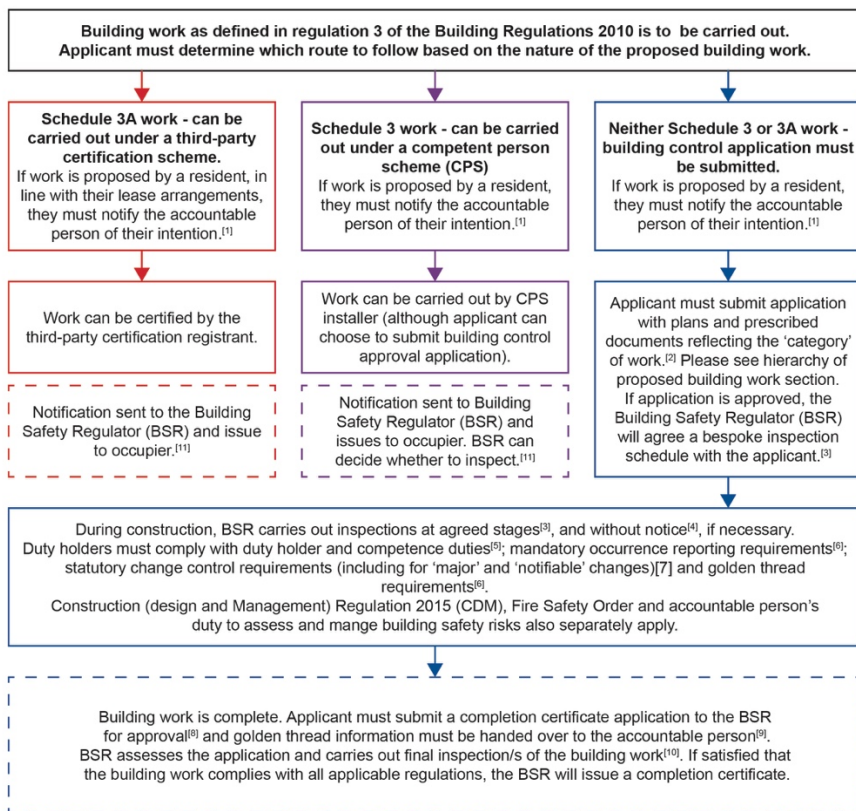 Building work as defined in regulation 3 of the Building Regulations 2010 is to  be carried out.
Applicant must determine which route to follow based on the nature of the proposed building work.
Schedule 3A work - can be
carried out under a third-party
certification scheme.
If work is proposed by a resident, in
line with their lease arrangements,
they must notify the accountable
person of their intention.[1]
Schedule 3 work - can be carried
out under a competent person
scheme (CPS)
If work is proposed by a resident,
they must notify the accountable
person of their intention.[1]
Neither Schedule 3 or 3A work -
building control application must
be submitted.
If work is proposed by a resident,
they must notify the accountable
person of their intention.[1]
Work can be certified by the
third-party certification registrant.
Work can be carried out by CPS
installer (although applicant can
choose to submit building control
approval application).
Applicant must submit application
with plans and prescribed
documents reflecting the ‘category’
of work.[2] Please see hierarchy of
proposed building work section.
If application is approved, the
Building Safety Regulator (BSR)
will agree a bespoke inspection
schedule with the applicant.[3]
Notification sent to the Building
Safety Regulator (BSR) and issue
to occupier.[11]
Notification sent to Building
Safety Regulator (BSR) and
issues to occupier. BSR can
decide whether to inspect.[11]
During construction, BSR carries out inspections at agreed stages[3], and without notice[4], if necessary.
Duty holders must comply with duty holder and competence duties[5]; mandatory occurrence reporting requirements[6];
statutory change control requirements (including for ‘major’ and ‘notifiable’ changes)[7] and golden thread
requirements[6].
Construction (design and Management) Regulation 2015 (CDM), Fire Safety Order and accountable person’s
duty to assess and mange building safety risks also separately apply.
Building work is complete. Applicant must submit a completion certificate application to the BSR
for approval[8] and golden thread information must be handed over to the accountable person[9].
BSR assesses the application and carries out final inspection/s of the building work[10]. If satisfied that
the building work complies with all applicable regulations, the BSR will issue a completion certificate.